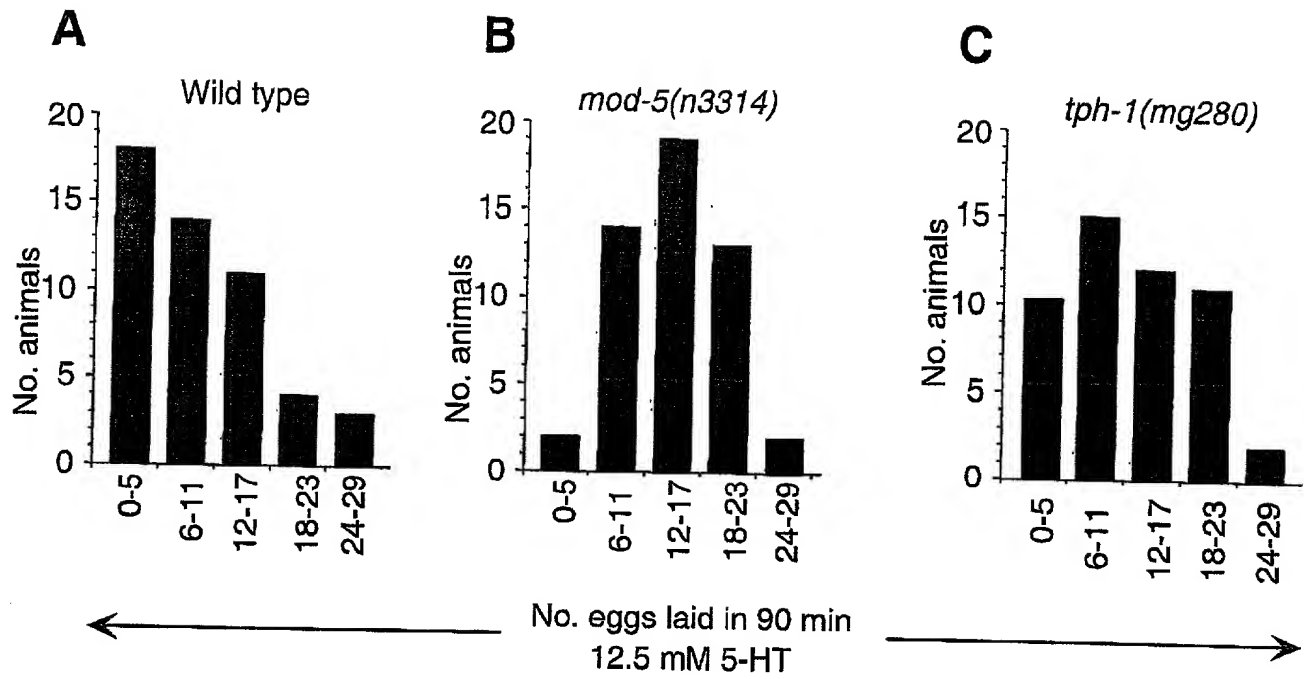 A
Wild type
No. animals
20
15
10
5
0
0-5
6-11
12-17
18-23
24-29
B
mod-5(n3314)
No. animals
20
15
10
5
0
0-5
6-11
12-17
18-23
24-29
C
tph-1(mg280)
No. animals
20
15
10
5
0
0-5
6-11
12-17
18-23
24-29
No. eggs laid in 90 min
12.5 mM 5-HT